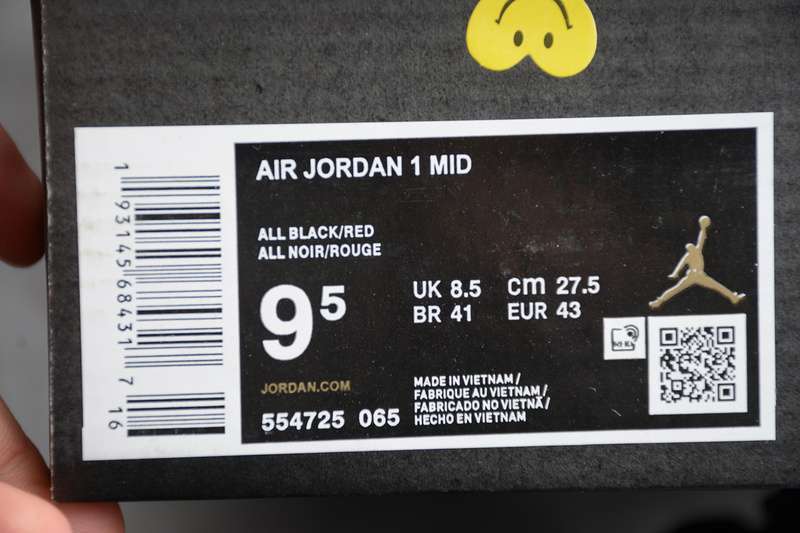 AIR JORDAN 1 MID
ALL BLACK/RED
ALL NOIR/ROUGE
9 5
UK 8.5 cm 27.5
BR 41 EUR 43
JORDAN.COM
554725 065
MADE IN VIETNAM /
FABRIQUE AU VIETNAM /
FABRICADO NO VIETNÃ /
HECHO EN VIETNAM
1 93145 68431 7 16